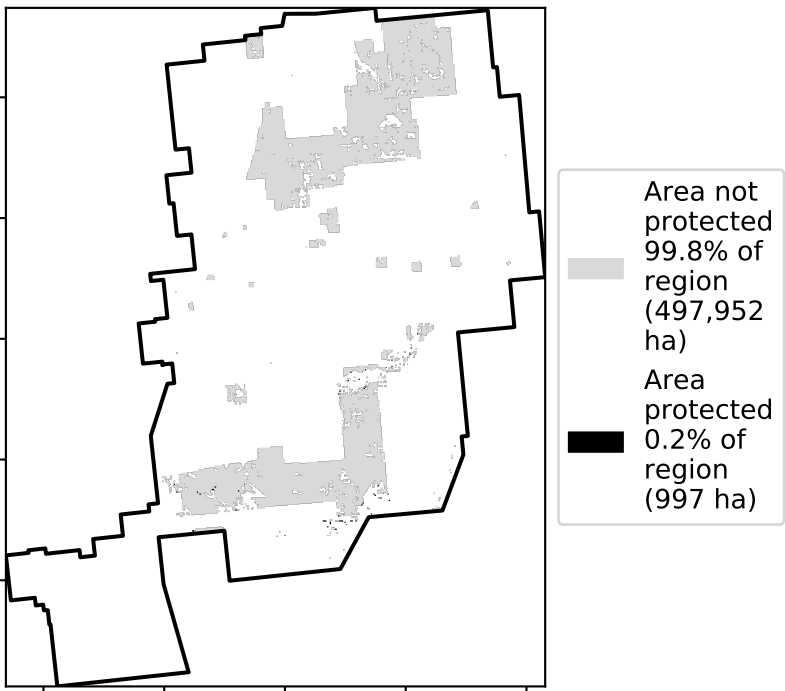 Area not
protected
99.8% of
region
(497,952
ha)
Area
protected
0.2% of
region
(997 ha)